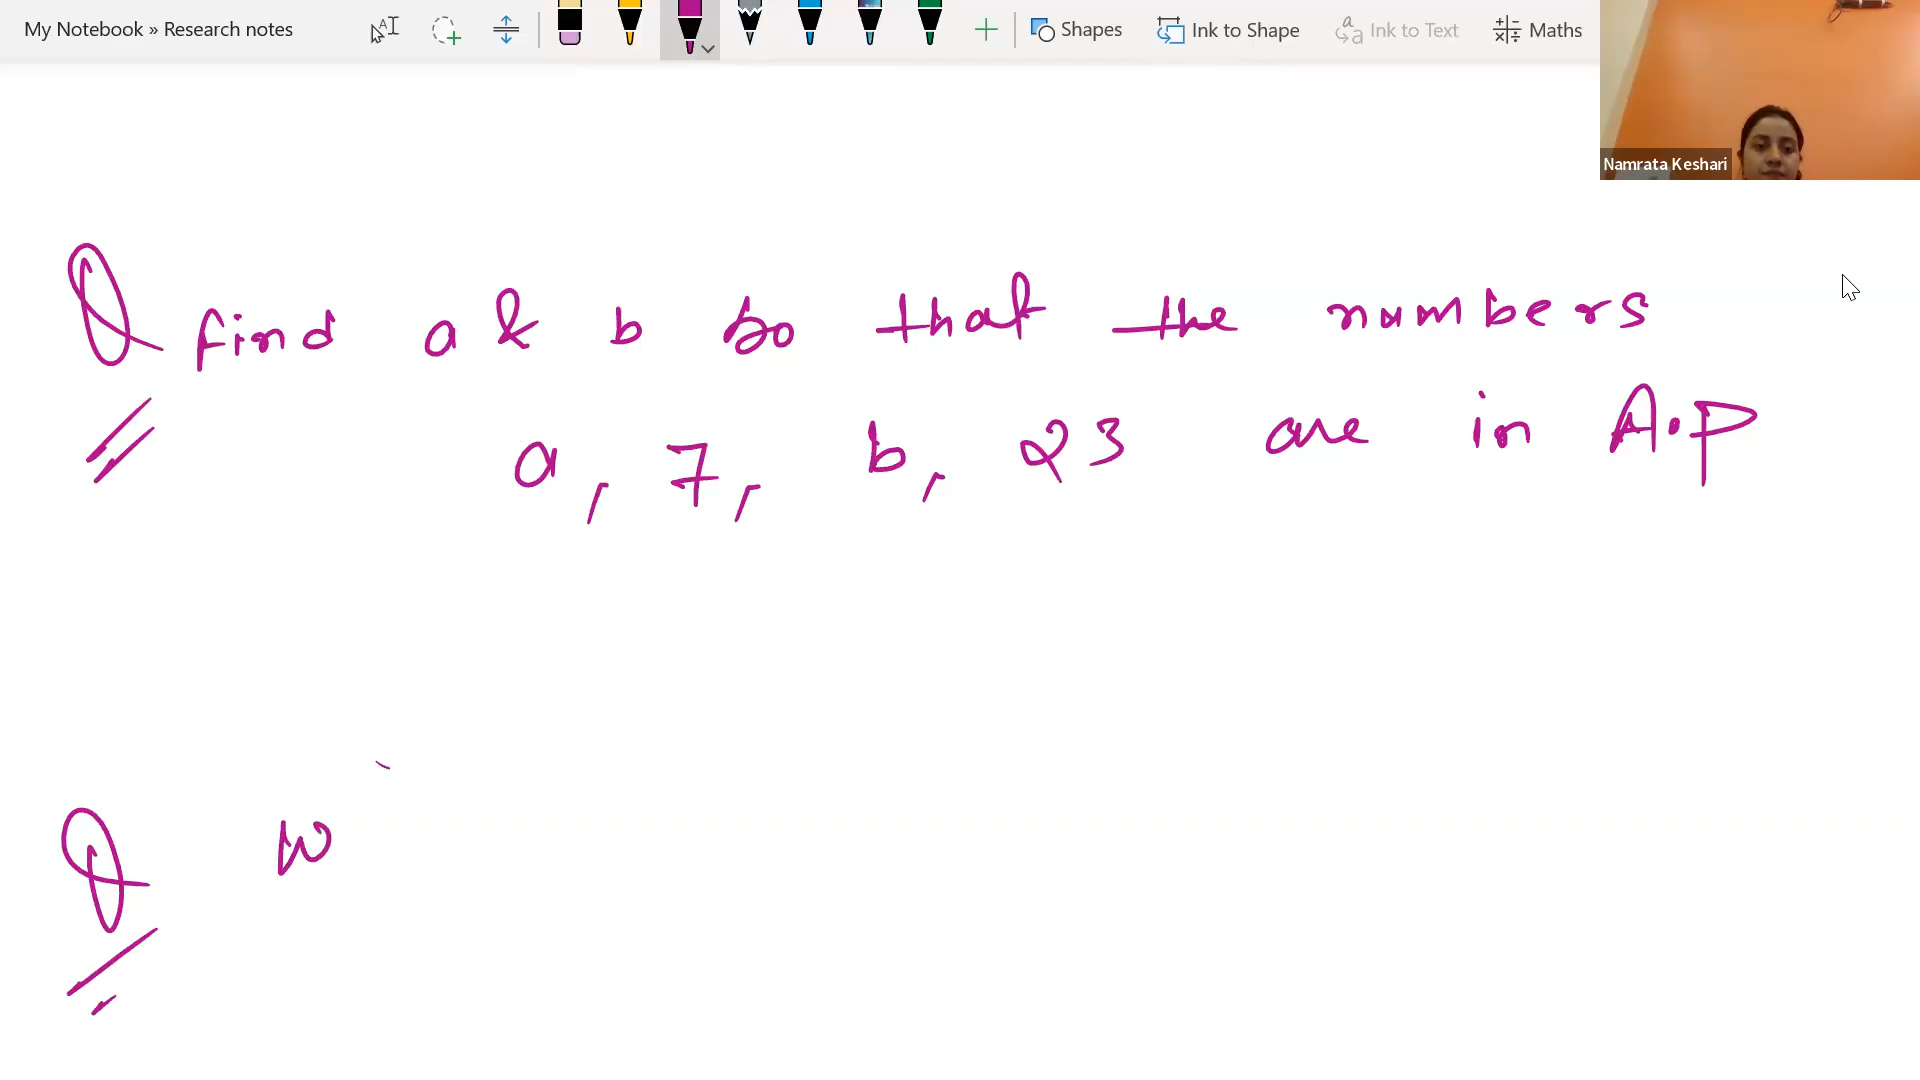 My Notebook » Research notes
Shapes
Ink to Shape
Ink to Text
Maths
Namrata Keshari
Q find a & b so that the numbers
a, 7, b, 23 are in A.P
Q w